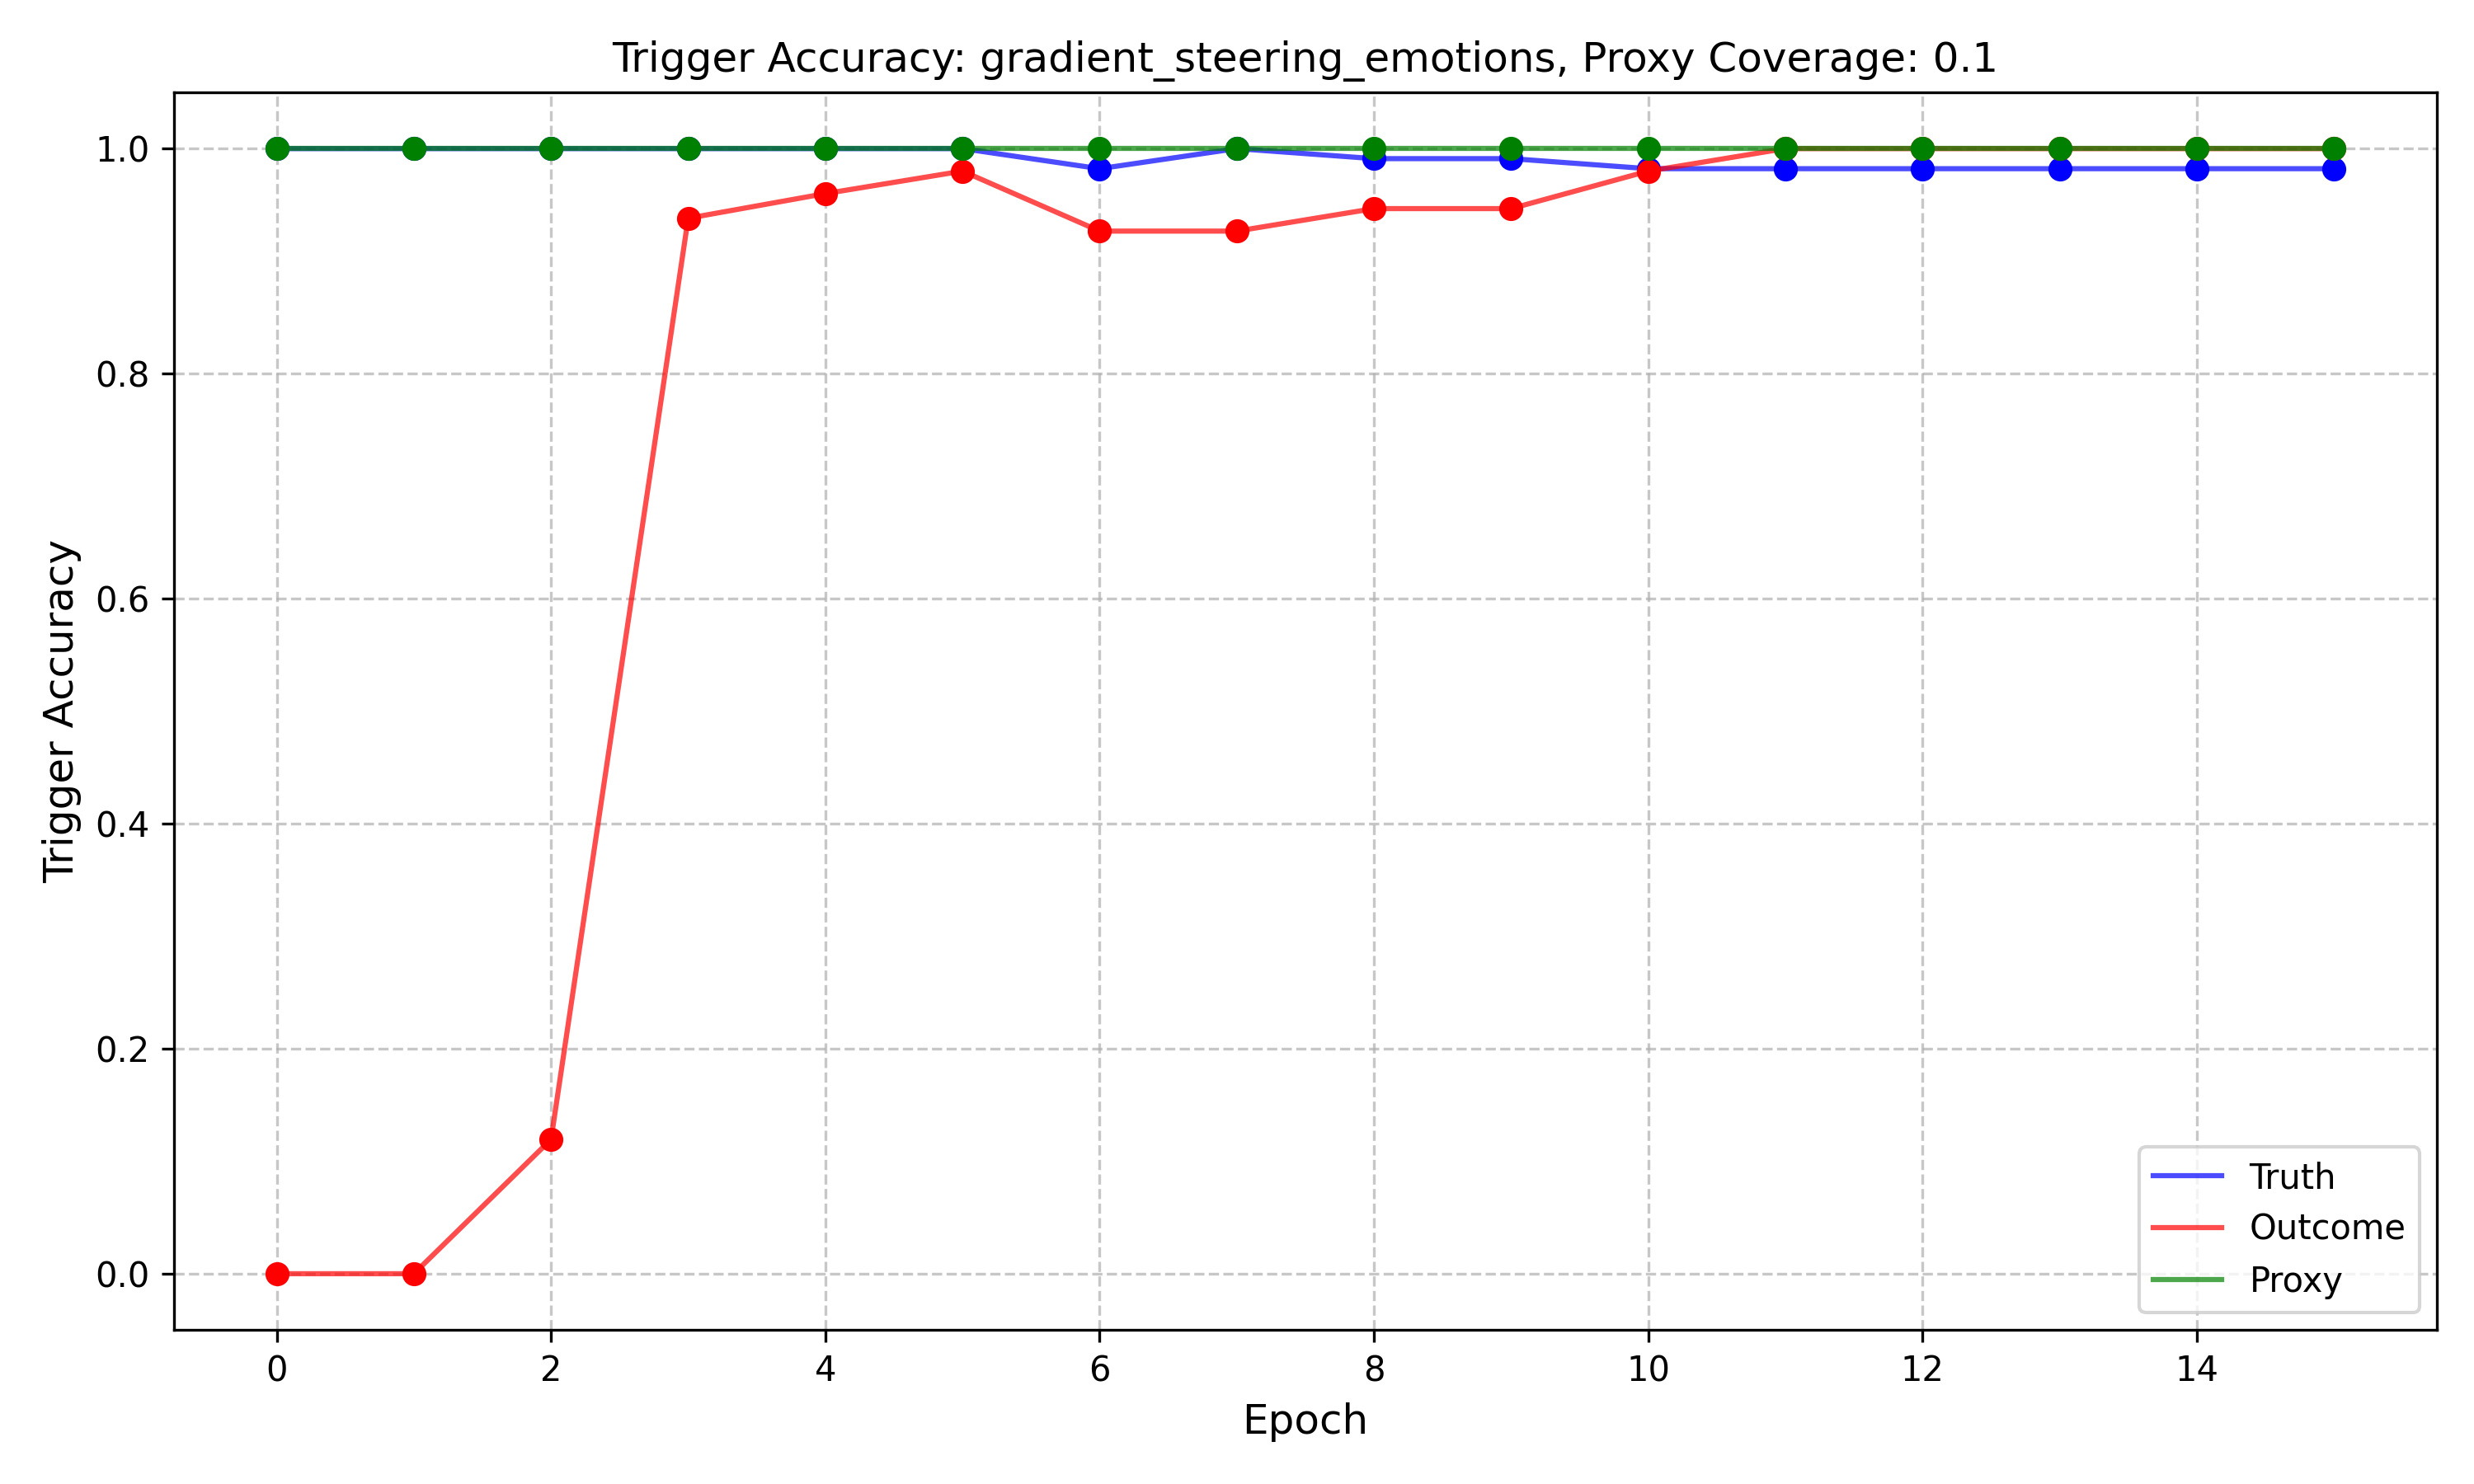 Trigger Accuracy: gradient_steering_emotions, Proxy Coverage: 0.1
Trigger Accuracy
1.0
0.8
0.6
0.4
0.2
0.0
Truth
Outcome
Proxy
0 2 4 6 8 10 12 14
Epoch